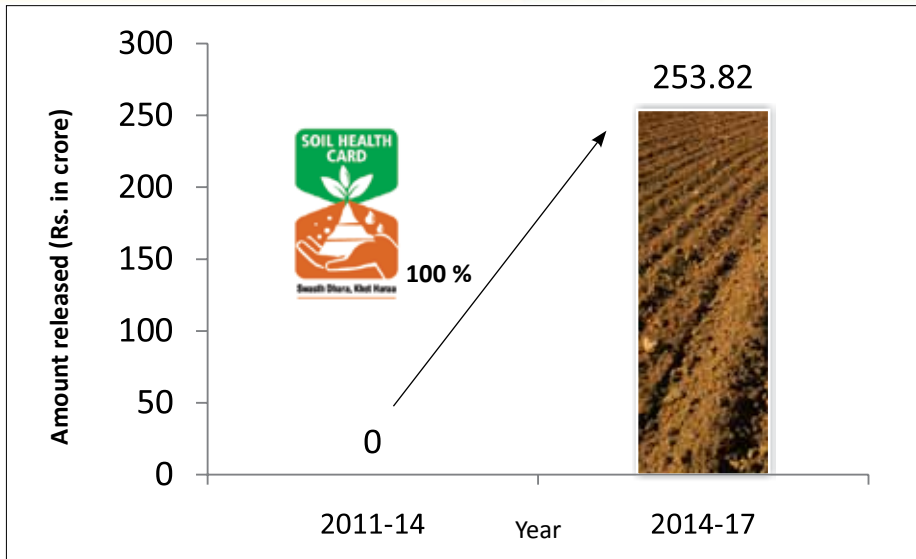 300
250
200
150
100
50
0
Amount released (Rs. in crore)
SOIL HEALTH
CARD
Swasth Dhara, Khet Haraa
100 %
0
253.82
2011-14
Year
2014-17